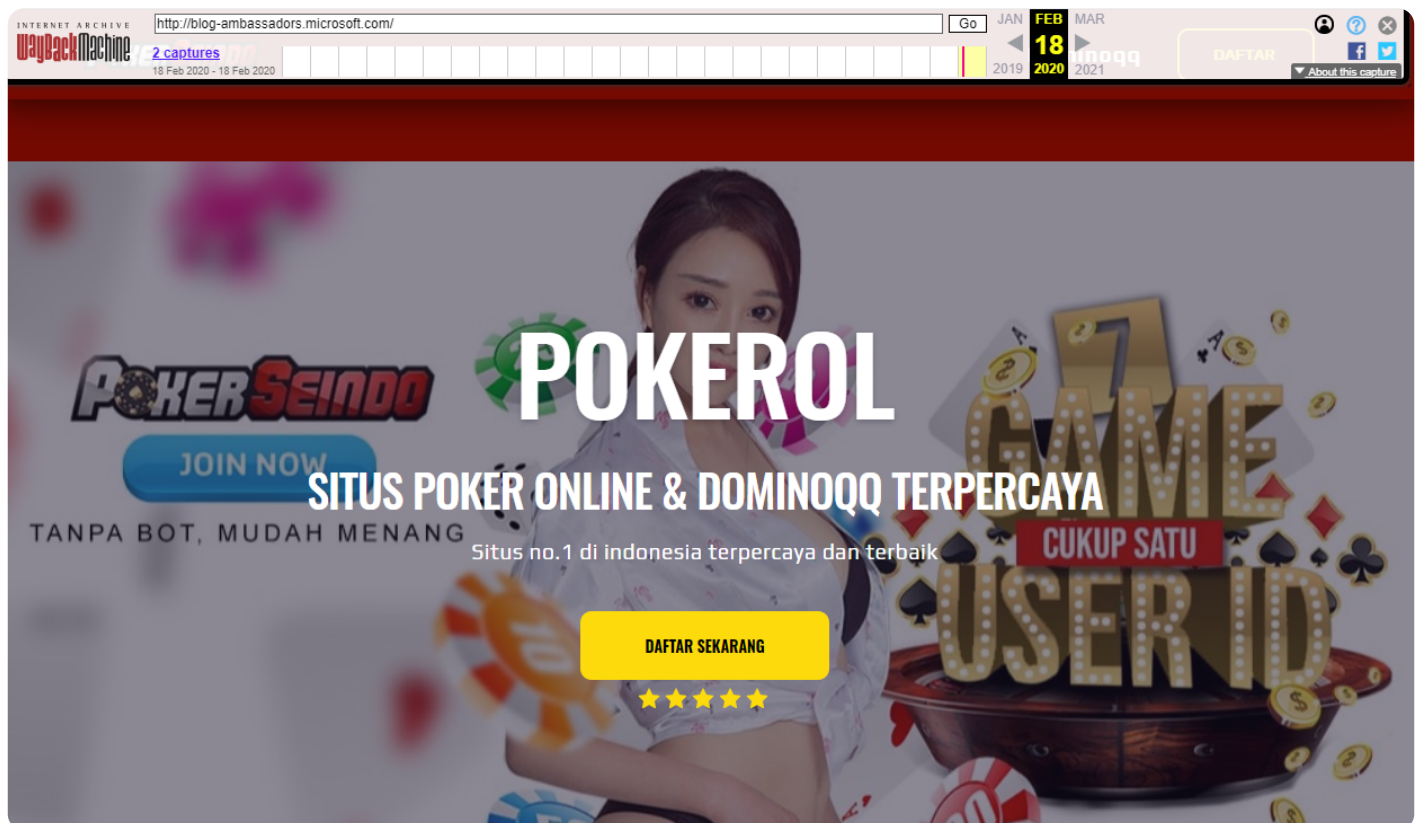 INTERNET ARCHIVE
WayBackMachine
http://blog-ambassadors.microsoft.com/
Go
JAN FEB MAR
2 captures
18 Feb 2020 - 18 Feb 2020
18
2019 2020 2021
About this capture
DAFTAR
POKERSEINDO
JOIN NOW
TANPA BOT, MUDAH MENANG
POKEROL
SITUS POKER ONLINE & DOMINOQQ TERPERCAYA
Situs no.1 di indonesia terpercaya dan terbaik
DAFTAR SEKARANG
7
GAME
CUKUP SATU
USER ID
A
A
10